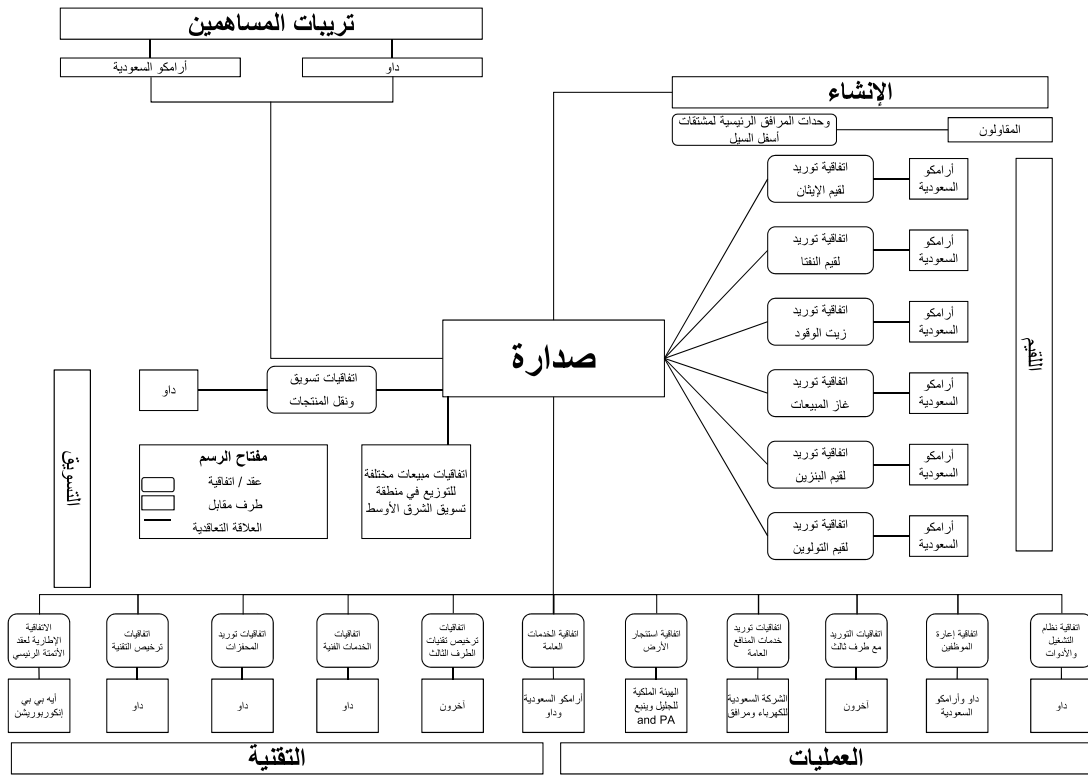 تريبات المساهمين
أرامكو السعودية
داو
الإنشاء
وحدات المرافق الرئيسية لمشتقات
أسفل السيل
المقاولون
اتفاقية توريد
لقيم الإيثان
أرامكو
السعودية
اتفاقية توريد
لقيم النفتا
أرامكو
السعودية
اتفاقية توريد
زيت الوقود
أرامكو
السعودية
اتفاقية توريد
غاز المبيعات
أرامكو
السعودية
اتفاقية توريد
لقيم البنزين
أرامكو
السعودية
اتفاقية توريد
لقيم التولوين
أرامكو
السعودية
اللقيم
صدارة
اتفاقيات تسويق
ونقل المنتجات
داو
اتفاقيات مبيعات مختلفة
للتوزيع في منطقة
تسويق الشرق الأوسط
مفتاح الرسم
عقد / اتفاقية
طرف مقابل
العلاقة التعاقدية
التسويق
اتفاقية نظام
التشغيل
والأدوات
داو
اتفاقية إعارة
الموظفين
داو وأرامكو
السعودية
اتفاقيات التوريد
مع طرف ثالث
آخرون
اتفاقيات توريد
خدمات المنافع
العامة
الشركة السعودية
للكهرباء ومرافق
اتفاقية استئجار
الأرض
الهيئة الملكية
للجليل وينبع
and PA
اتفاقية الخدمات
العامة
أرامكو السعودية
وداو
اتفاقيات
ترخيص تقنيات
الطرف الثالث
آخرون
اتفاقيات
الخدمات الفنية
داو
اتفاقيات توريد
المحفزات
داو
اتفاقيات
ترخيص التقنية
داو
الاتفاقية
الإطارية لعقد
الأتمتة الرئيسي
أيه بي بي
إنكوربوريشن
العمليات
التقنية